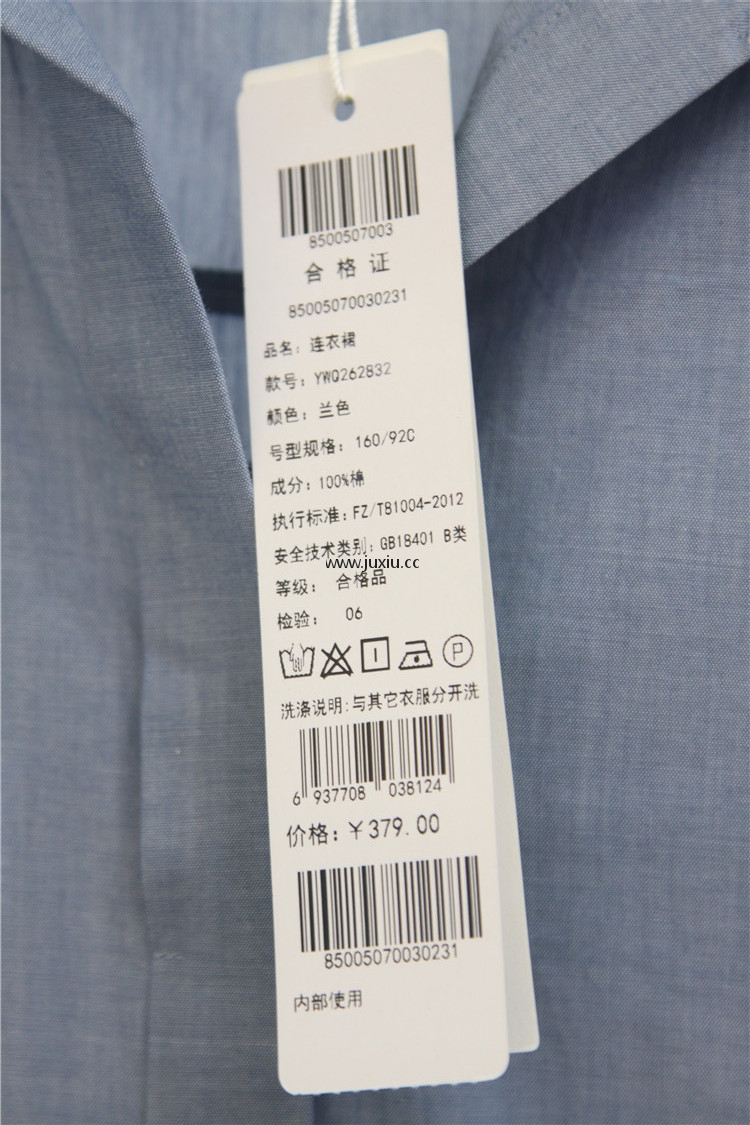 8500507003
合格证
85005070030231
品名：连衣裙
款号：YWQ262832
颜色：兰色
号型规格：160/92C
成分：100%棉
执行标准：FZ/T81004-2012
安全技术类别：GB18401 B类
www.juxiu.cc
等级： 合格品
检验： 06
P
洗涤说明:与其它衣服分开洗
6 937708 038124
价格：￥379.00
85005070030231
内部使用